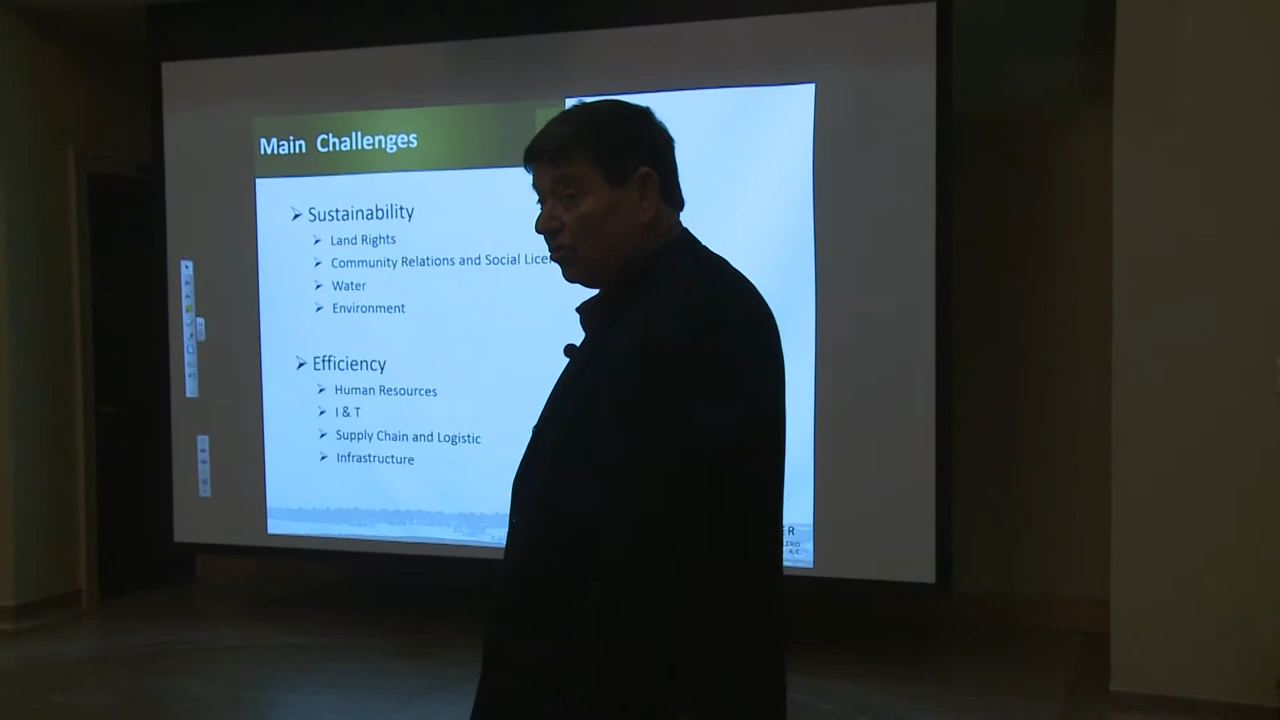 Main Challenges
Sustainability
Land Rights
Community Relations and Social
Water
Environment
Efficiency
Human Resources
I & T
Supply Chain and Logistic
Infrastructure